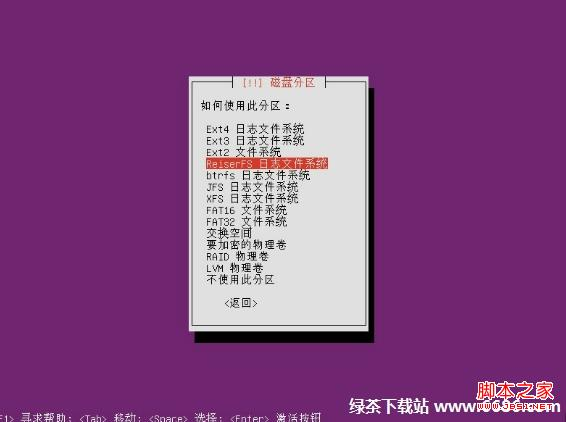 [!!] 磁盘分区
如何使用此分区：
Ext4 日志文件系统
Ext3 日志文件系统
Ext2 文件系统
ReiserFS 日志文件系统
btrfs 日志文件系统
JFS 日志文件系统
XFS 日志文件系统
FAT16 文件系统
FAT32 文件系统
交换空间
要加密的物理卷
RAID 物理卷
LVM 物理卷
不使用此分区
<返回>
F1> 寻求帮助; <Tab> 移动; <Space> 选择; <Enter> 激活按钮
脚本之家
绿茶下载站